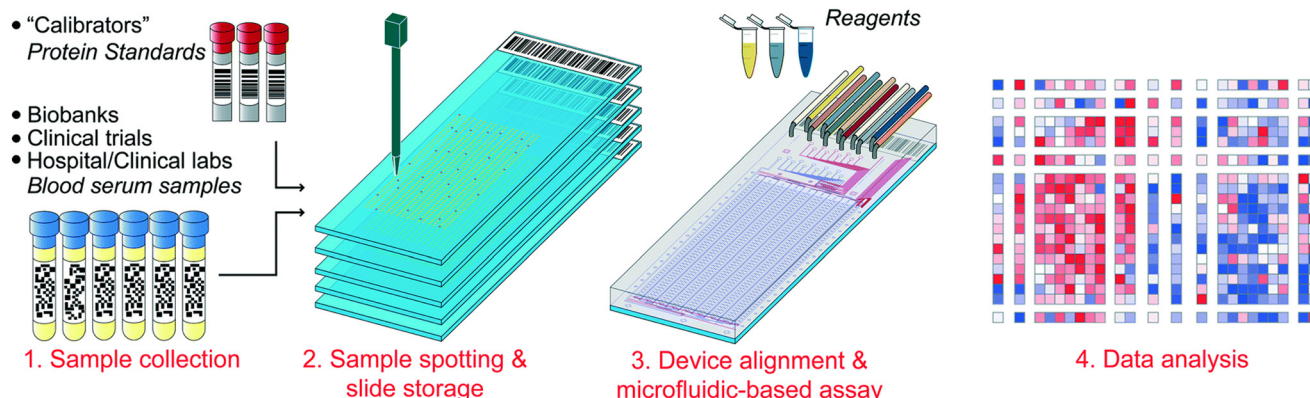 • “Calibrators”
Protein Standards
• Biobanks
• Clinical trials
• Hospital/Clinical labs
Blood serum samples
1. Sample collection
2. Sample spotting &
slide storage
Reagents
3. Device alignment &
microfluidic-based assay
4. Data analysis